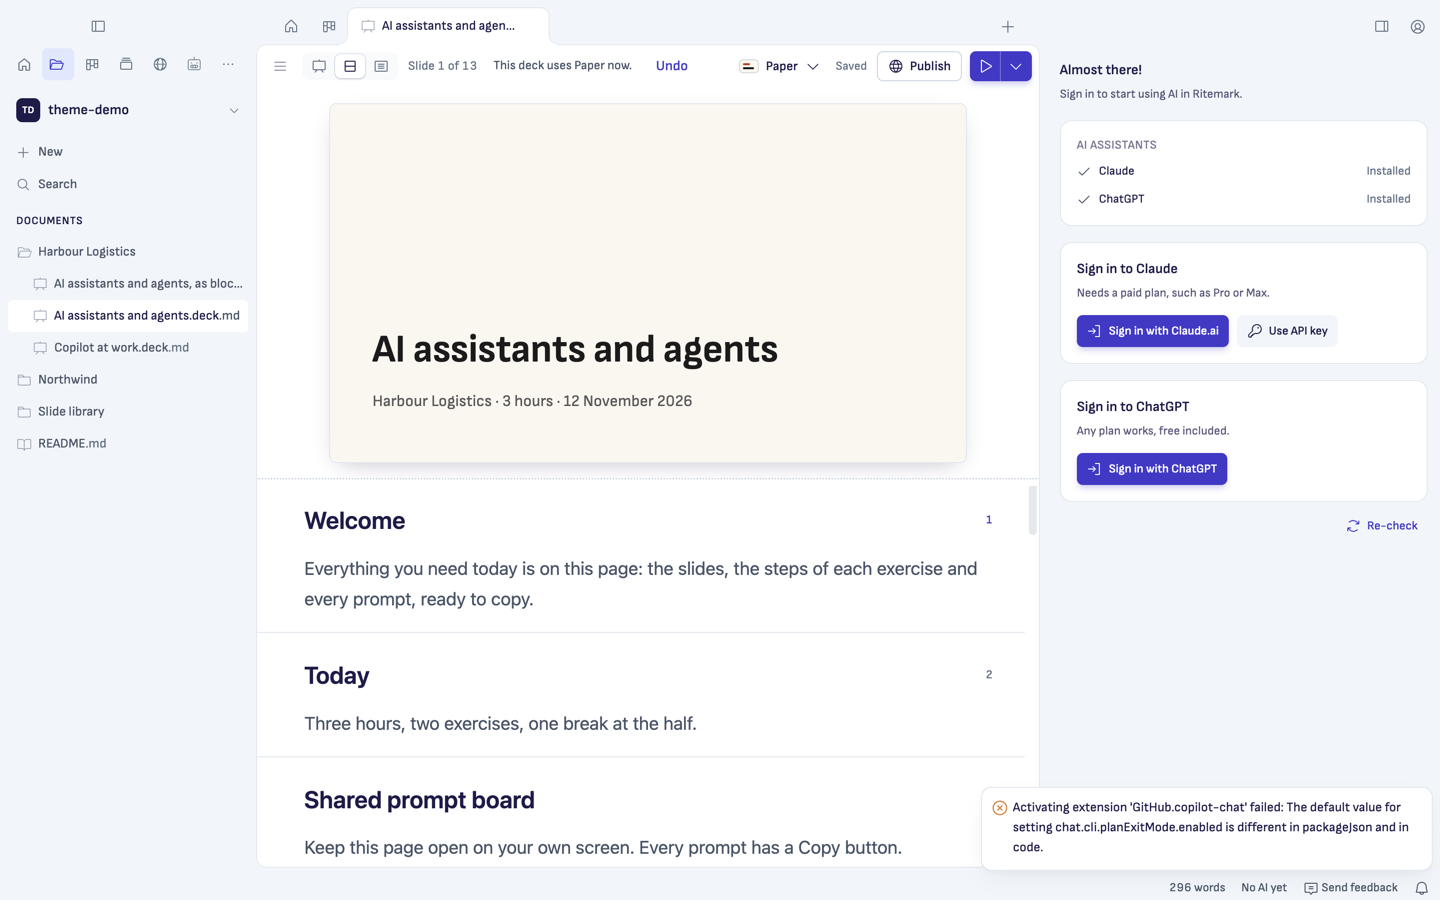 AI assistants and agen...
TD
theme-demo
New
Search
DOCUMENTS
Harbour Logistics
AI assistants and agents, as bloc...
AI assistants and agents.deck.md
Copilot at work.deck.md
Northwind
Slide library
README.md
Slide 1 of 13
This deck uses Paper now.
Undo
Paper
Saved
Publish
AI assistants and agents
Harbour Logistics · 3 hours · 12 November 2026
Welcome
1
Everything you need today is on this page: the slides, the steps of each exercise and
every prompt, ready to copy.
Today
2
Three hours, two exercises, one break at the half.
Shared prompt board
Keep this page open on your own screen. Every prompt has a Copy button.
Almost there!
Sign in to start using AI in Ritemark.
AI ASSISTANTS
Claude
Installed
ChatGPT
Installed
Sign in to Claude
Needs a paid plan, such as Pro or Max.
Sign in with Claude.ai
Use API key
Sign in to ChatGPT
Any plan works, free included.
Sign in with ChatGPT
Re-check
Activating extension 'GitHub.copilot-chat' failed: The default value for
setting chat.cli.planExitMode.enabled is different in packageJson and in
code.
296 words
No AI yet
Send feedback